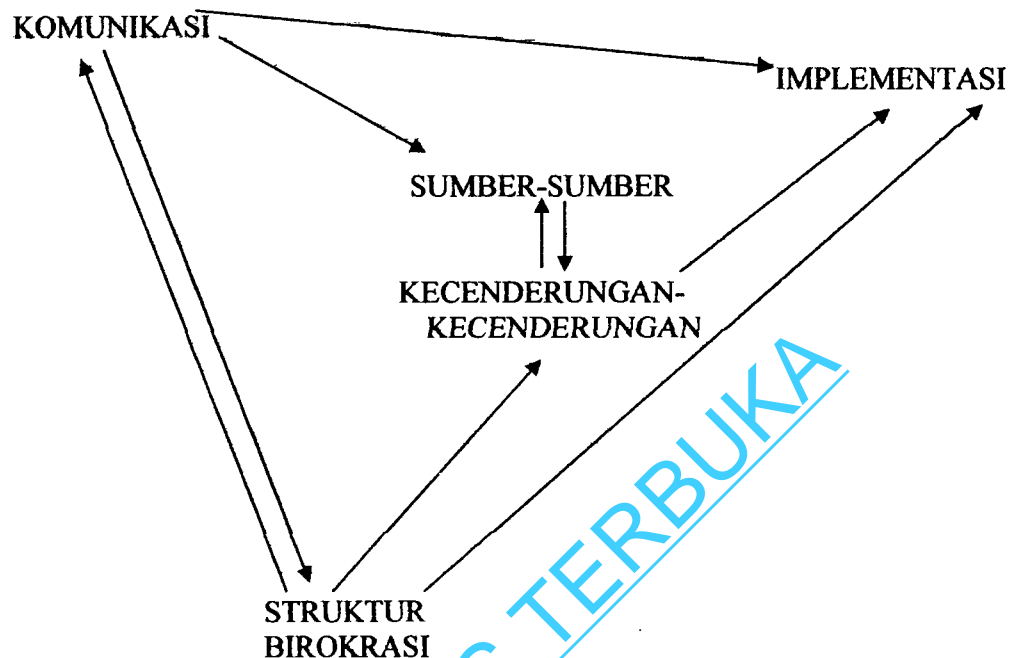 KOMUNIKASI
IMPLEMENTASI
SUMBER-SUMBER
KECENDERUNGAN-
KECENDERUNGAN
STRUKTUR
BIROKRASI
TERBUKA